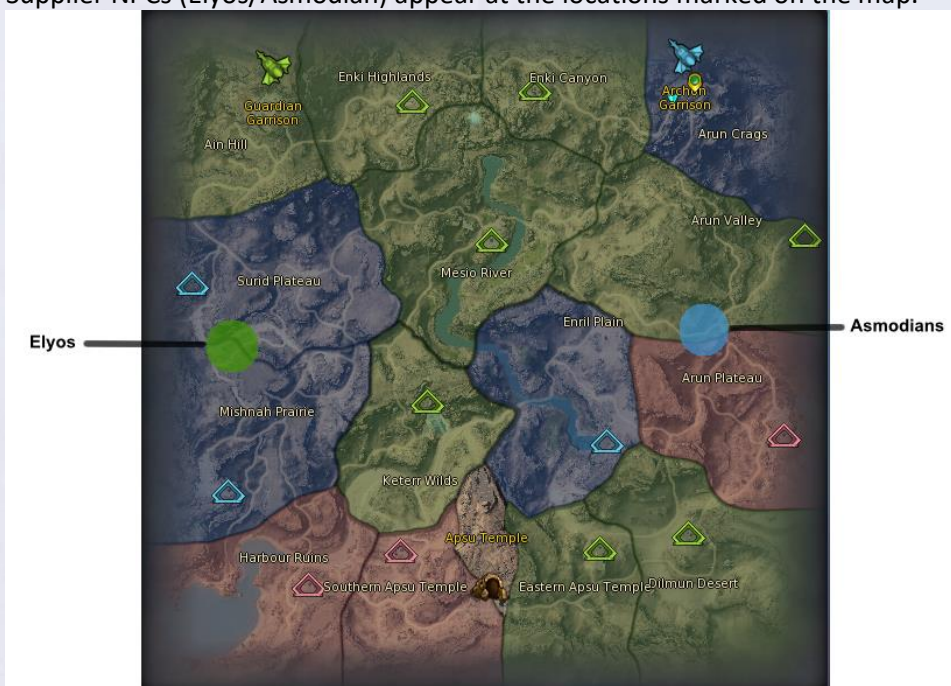 Supplier NPCs (Elyos/Asmodian) appear at the locations marked on the map.
Enki Highlands
Enki Canyon
Guardian
Garrison
Archon
Garrison
Ain Hill
Arun Crags
Arun Valley
Surid Plateau
Mesio River
Enril Plain
Elyos
Asmodians
Arun Plateau
Mishnah Prairie
Keterr Wilds
Apsu Temple
Harbour Ruins
Southern Apsu Temple
Eastern Apsu Temple
Dilmun Desert